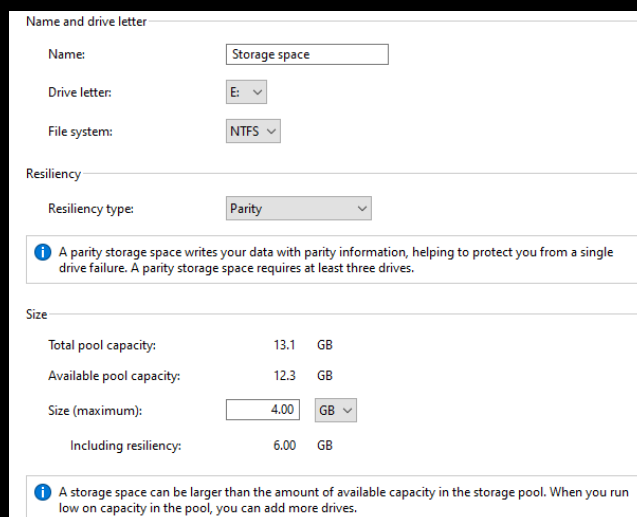 Name and drive letter
Name: Storage space
Drive letter: E:
File system: NTFS
Resiliency
Resiliency type: Parity
A parity storage space writes your data with parity information, helping to protect you from a single
drive failure. A parity storage space requires at least three drives.
Size
Total pool capacity: 13.1 GB
Available pool capacity: 12.3 GB
Size (maximum): 4.00 GB
Including resiliency: 6.00 GB
A storage space can be larger than the amount of available capacity in the storage pool. When you run
low on capacity in the pool, you can add more drives.